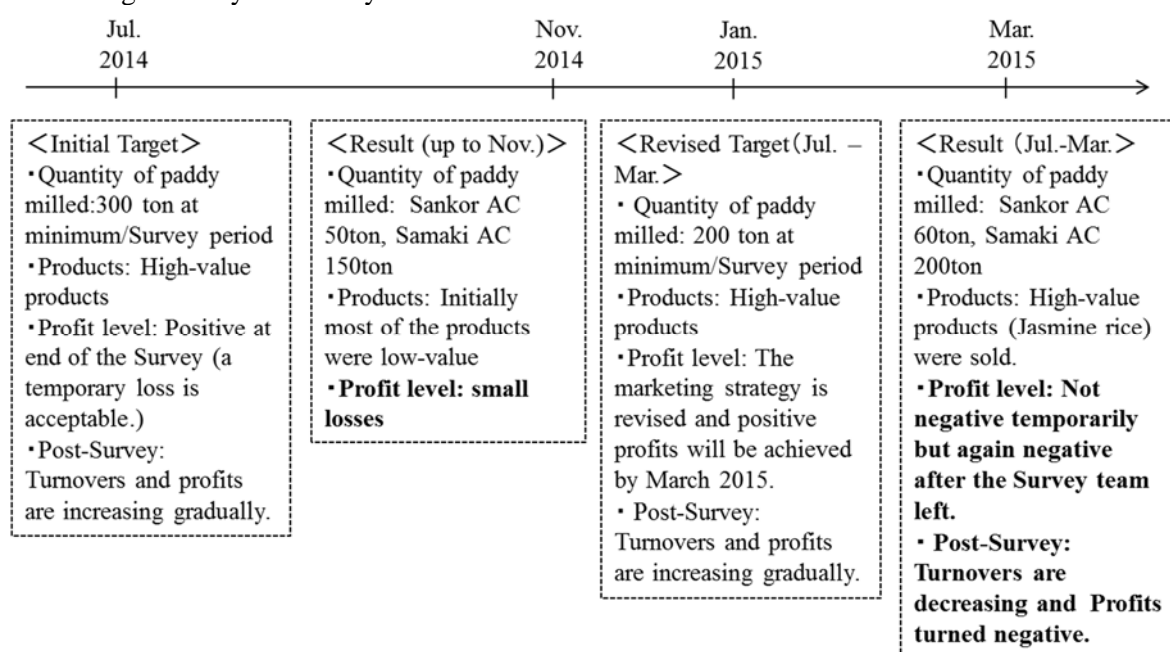 Jul.
2014
Nov.
2014
Jan.
2015
Mar.
2015
<Initial Target>
・Quantity of paddy
milled:300 ton at
minimum/Survey period
・Products: High-value
products
・Profit level: Positive at
end of the Survey (a
temporary loss is
acceptable.)
・Post-Survey:
Turnovers and profits
are increasing gradually.
<Result (up to Nov.)>
・Quantity of paddy
milled: Sankor AC
50ton, Samaki AC
150ton
・Products: Initially
most of the products
were low-value
・Profit level: small
losses
<Revised Target(Jul. –
Mar.>
・ Quantity of paddy
milled: 200 ton at
minimum/Survey period
・Products: High-value
products
・Profit level: The
marketing strategy is
revised and positive
profits will be achieved
by March 2015.
・ Post-Survey:
Turnovers and profits
are increasing gradually.
<Result (Jul.-Mar.>
・Quantity of paddy
milled: Sankor AC
60ton, Samaki AC
200ton
・Products: High-value
products (Jasmine rice)
were sold.
・Profit level: Not
negative temporarily
but again negative
after the Survey team
left.
・ Post-Survey:
Turnovers are
decreasing and Profits
turned negative.